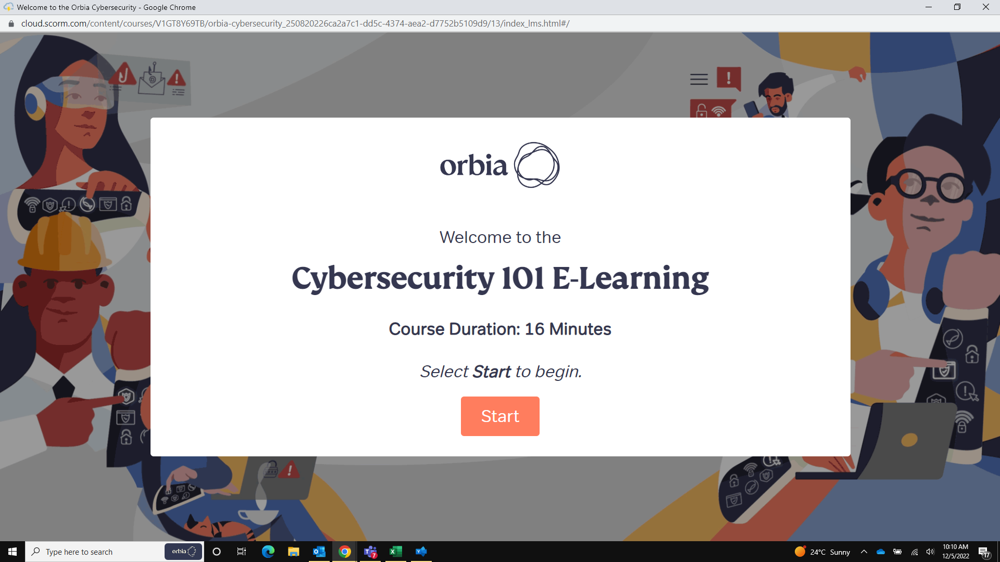 Welcome to the Orbia Cybersecurity - Google Chrome
cloud.scorm.com/content/courses/V1GT8Y69TB/orbia-cybersecurity_250820226ca2a7c1-dd5c-4374-aea2-d7752b5109d9/13/index_lms.html#/
orbia
Welcome to the
Cybersecurity 101 E-Learning
Course Duration: 16 Minutes
Select Start to begin.
Start
Type here to search
orbia
7
24°C Sunny
10:10 AM
12/5/2022
17